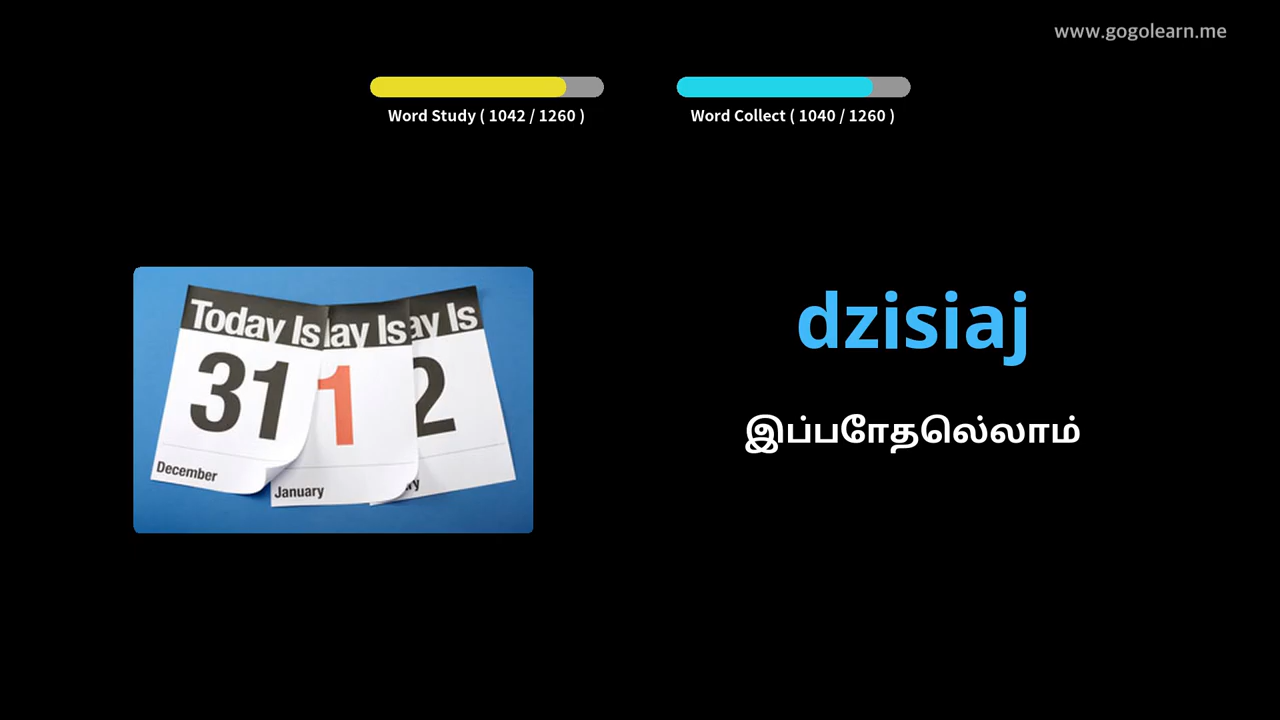 www.gogolearn.me
Word Study ( 1042 / 1260 )
Word Collect ( 1040 / 1260 )
Today Is
ay Is
ay Is
31
1
2
December
January
ry
dzisiaj
இப்போதெல்லாம்